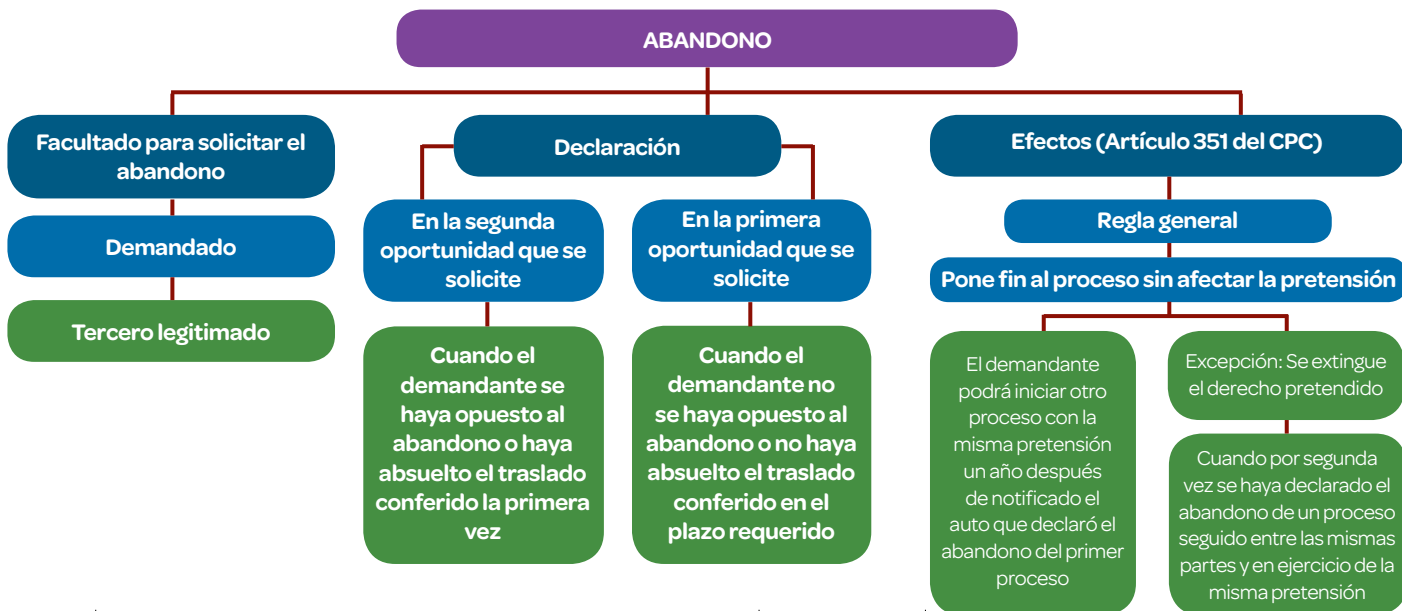 ABANDONO
Facultado para solicitar el
abandono
Demandado
Tercero legitimado
Declaración
En la segunda
oportunidad que se
solicite
Cuando el
demandante se
haya opuesto al
abandono o haya
absuelto el traslado
conferido la primera
vez
En la primera
oportunidad que se
solicite
Cuando el
demandante no
se haya opuesto al
abandono o no haya
absuelto el traslado
conferido en el
plazo requerido
Efectos (Artículo 351 del CPC)
Regla general
Pone fin al proceso sin afectar la pretensión
El demandante
podrá iniciar otro
proceso con la
misma pretensión
un año después
de notificado el
auto que declaró el
abandono del primer
proceso
Excepción: Se extingue
el derecho pretendido
Cuando por segunda
vez se haya declarado el
abandono de un proceso
seguido entre las mismas
partes y en ejercicio de la
misma pretensión